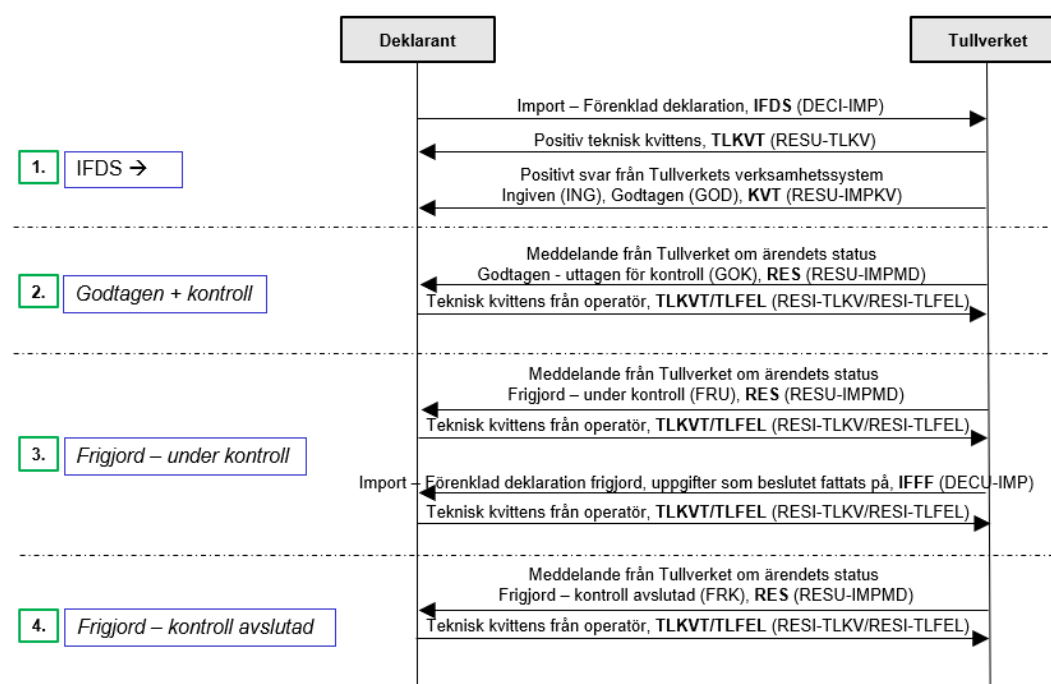 Deklarant
Tullverket
Import – Förenklad deklaration, IFDS (DECI-IMP)
Positiv teknisk kvittens, TLKVT (RESU-TLKV)
1. IFDS →
Positivt svar från Tullverkets verksamhetssystem
Ingiven (ING), Godtagen (GOD), KVT (RESU-IMPKV)
Meddelande från Tullverket om ärendets status
2. Godtagen + kontroll
Godtagen - uttagen för kontroll (GOK), RES (RESU-IMPMD)
Teknisk kvittens från operatör, TLKVT/TLFEL (RESI-TLKV/RESI-TLFEL)
Meddelande från Tullverket om ärendets status
Frigjord – under kontroll (FRU), RES (RESU-IMPMD)
Teknisk kvittens från operatör, TLKVT/TLFEL (RESI-TLKV/RESI-TLFEL)
3. Frigjord – under kontroll
Import – Förenklad deklaration frigjord, uppgifter som beslutet fattats på, IFFF (DECU-IMP)
Teknisk kvittens från operatör, TLKVT/TLFEL (RESI-TLKV/RESI-TLFEL)
Meddelande från Tullverket om ärendets status
Frigjord – kontroll avslutad (FRK), RES (RESU-IMPMD)
4. Frigjord – kontroll avslutad
Teknisk kvittens från operatör, TLKVT/TLFEL (RESI-TLKV/RESI-TLFEL)